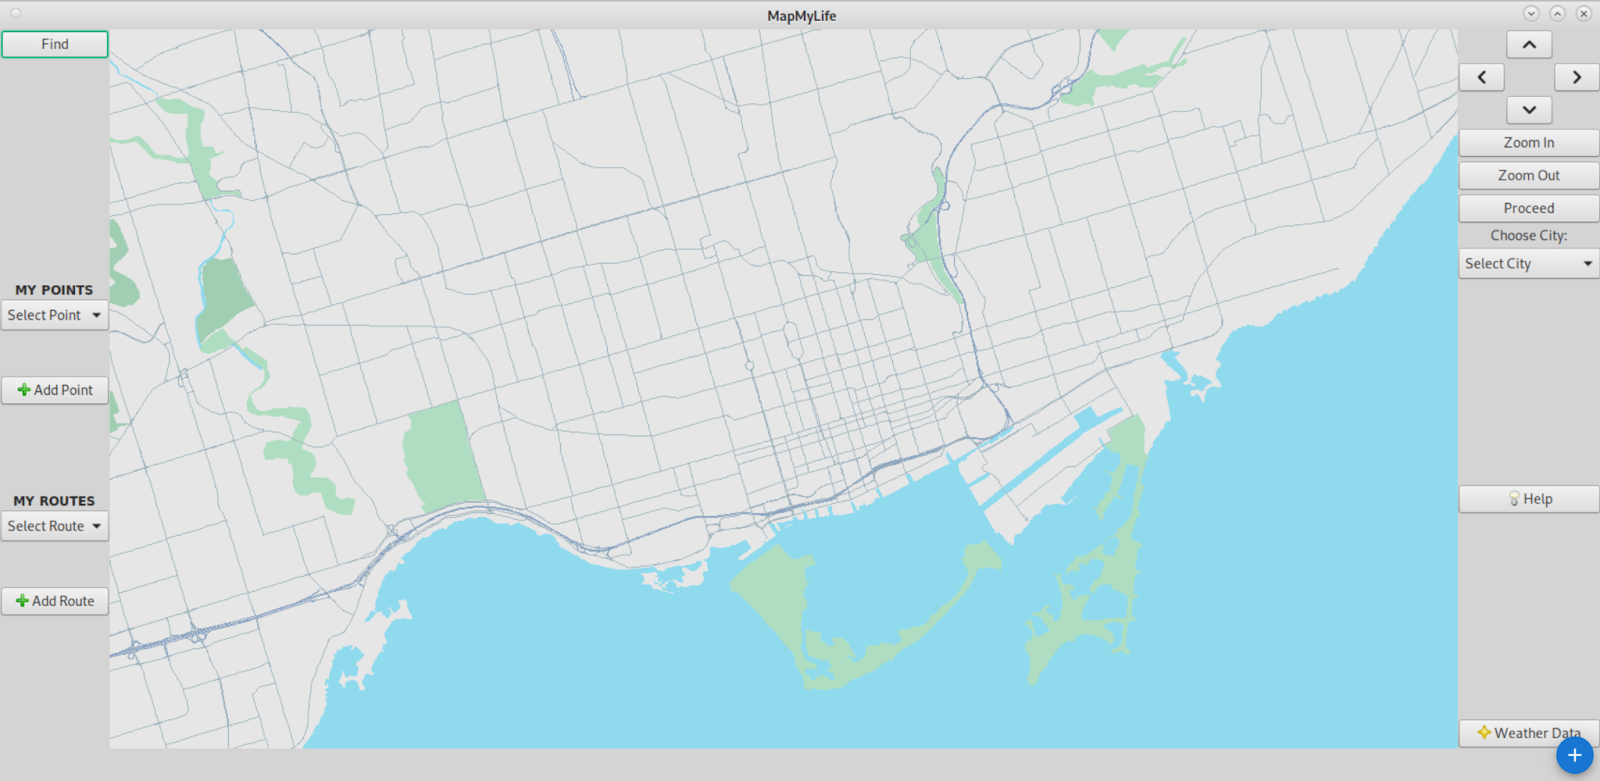 MapMyLife
Find
MY POINTS
Select Point
Add Point
MY ROUTES
Select Route
Add Route
Zoom In
Zoom Out
Proceed
Choose City:
Select City
Help
Weather Data